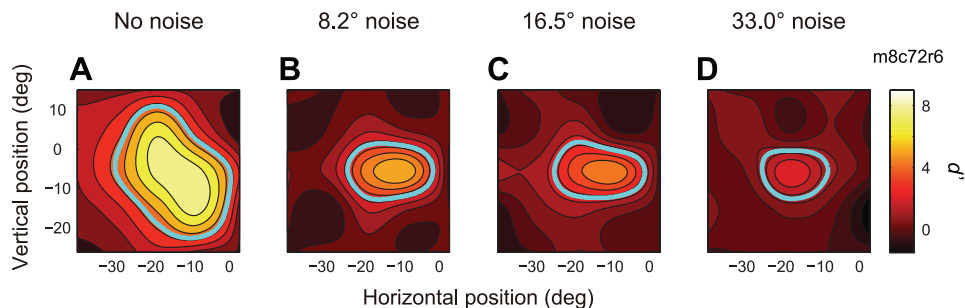 No noise 8.2° noise 16.5° noise 33.0° noise
A B C D m8c72r6
Vertical position (deg)
10
0
−10
−20
−30 −20 −10 0 −30 −20 −10 0 −30 −20 −10 0 −30 −20 −10 0
8
4
0
d'
Horizontal position (deg)